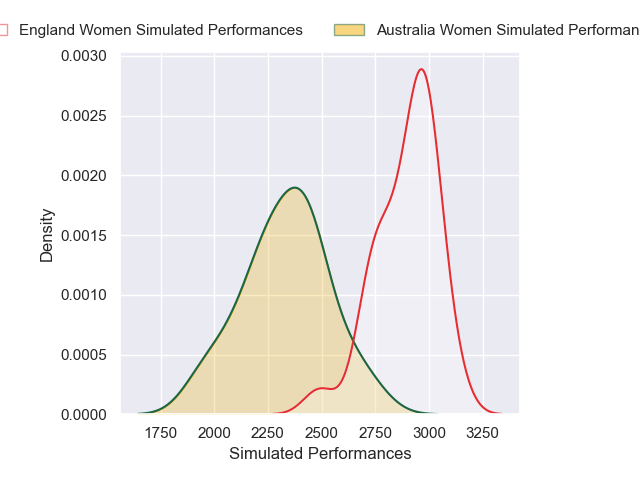 England Women Simulated Performances
Australia Women Simulated Performan
0.0030
0.0025
0.0020
0.0015
0.0010
0.0005
0.0000
Density
1750 2000 2250 2500 2750 3000 3250
Simulated Performances